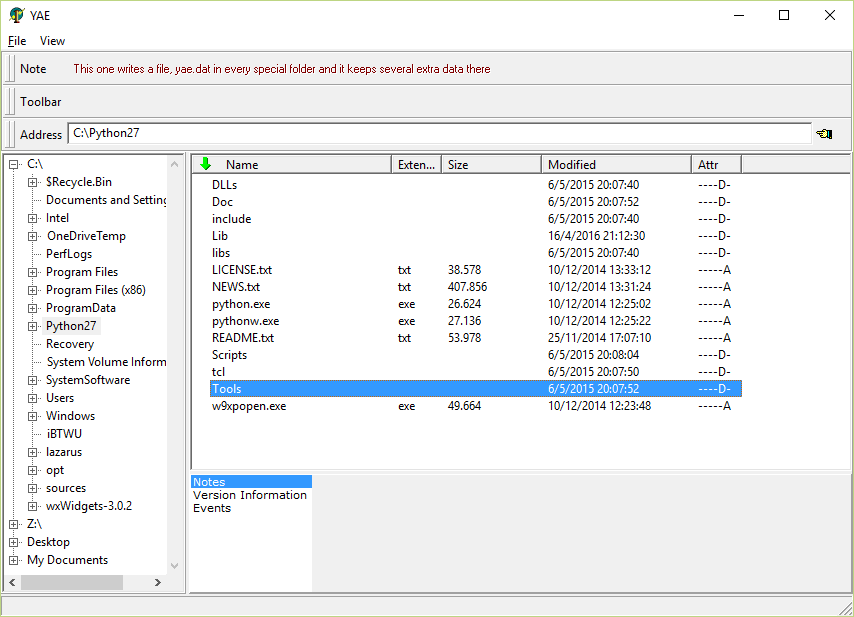 YAE
File View
Note This one writes a file, yae.dat in every special folder and it keeps several extra data there
Toolbar
Address C:\Python27
C:\
$Recycle.Bin
Documents and Setting
Intel
OneDriveTemp
PerfLogs
Program Files
Program Files (x86)
ProgramData
Python27
Recovery
System Volume Inform
SystemSoftware
Users
Windows
iBTWU
lazarus
opt
sources
wxWidgets-3.0.2
Z:\
Desktop
My Documents
Name Exten... Size Modified Attr
DLLs 6/5/2015 20:07:40 ----D-
Doc 6/5/2015 20:07:52 ----D-
include 6/5/2015 20:07:40 ----D-
Lib 16/4/2016 21:12:30 ----D-
libs 6/5/2015 20:07:40 ----D-
LICENSE.txt txt 38.578 10/12/2014 13:33:12 -----A
NEWS.txt txt 407.856 10/12/2014 13:31:24 -----A
python.exe exe 26.624 10/12/2014 12:25:02 -----A
pythonw.exe exe 27.136 10/12/2014 12:25:22 -----A
README.txt txt 53.978 25/11/2014 17:07:10 -----A
Scripts 6/5/2015 20:08:04 ----D-
tcl 6/5/2015 20:07:50 ----D-
Tools 6/5/2015 20:07:52 ----D-
w9xpopen.exe exe 49.664 10/12/2014 12:23:48 -----A
Notes
Version Information
Events